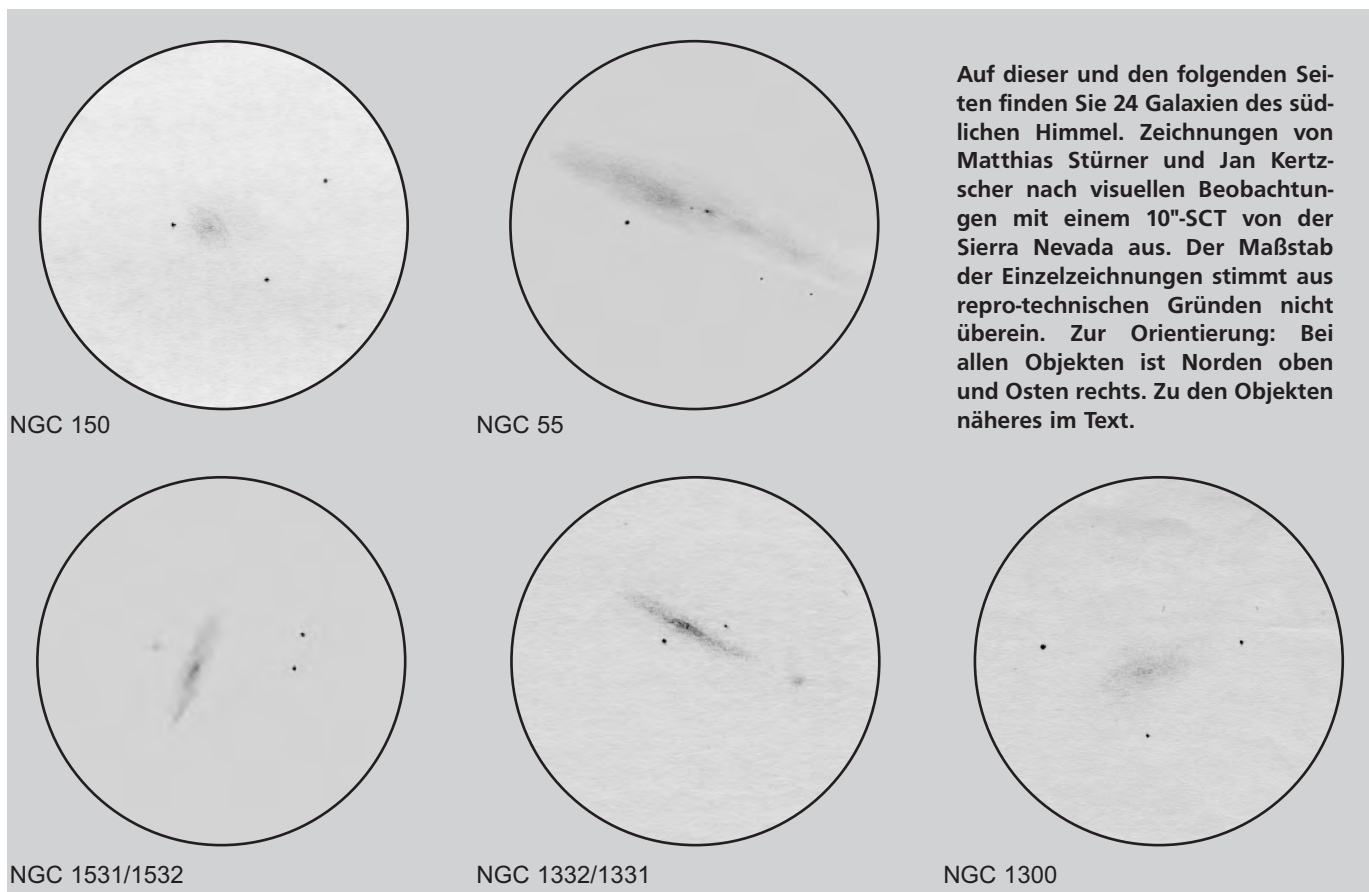 Auf dieser und den folgenden Sei-
ten finden Sie 24 Galaxien des süd-
lichen Himmel. Zeichnungen von
Matthias Stürner und Jan Kertz-
scher nach visuellen Beobachtun-
gen mit einem 10"-SCT von der
Sierra Nevada aus. Der Maßstab
der Einzelzeichnungen stimmt aus
repro-technischen Gründen nicht
überein. Zur Orientierung: Bei
allen Objekten ist Norden oben
und Osten rechts. Zu den Objekten
näheres im Text.
NGC 150
NGC 55
NGC 1531/1532
NGC 1332/1331
NGC 1300